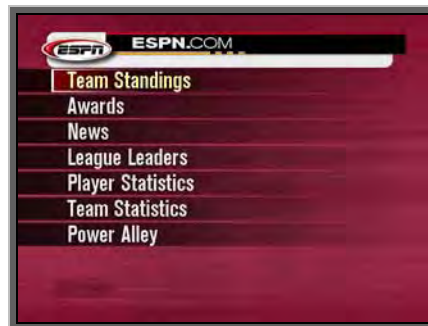 ESPN ESPN.COM
Team Standings
Awards
News
League Leaders
Player Statistics
Team Statistics
Power Alley